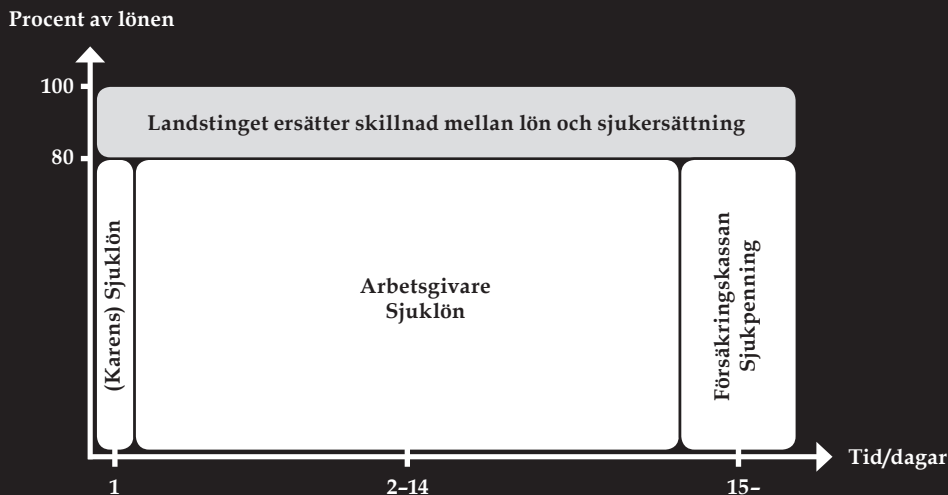 Procent av lönen
100
Landstinget ersätter skillnad mellan lön och sjukersättning
80
(Karens) Sjuklön
Arbetsgivare
Sjuklön
Försäkringskassan
Sjukpenning
Tid/dagar
1
2–14
15–